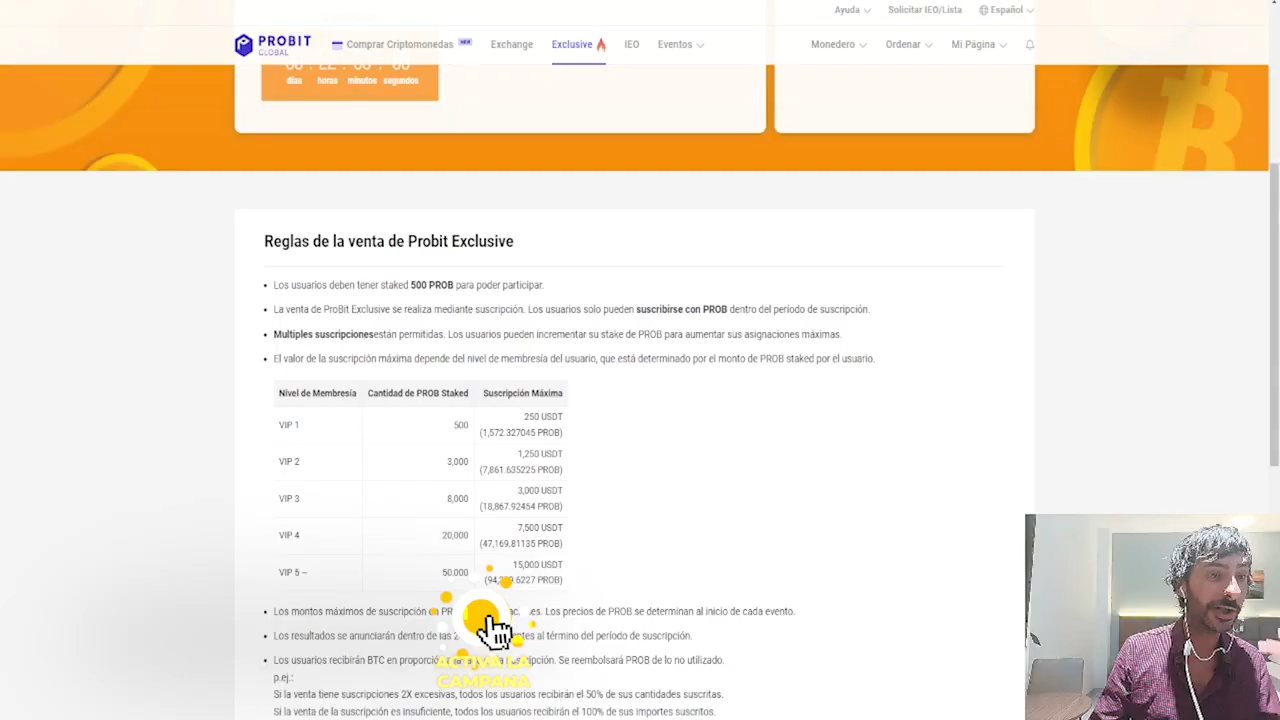 Ayuda
Solicitar IEO/Lista
Español
PROBIT
GLOBAL
Comprar Criptomonedas
NEW
Exchange
Exclusive
IEO
Eventos
Monedero
Ordenar
Mi Página
días horas minutos segundos
Reglas de la venta de Probit Exclusive
• Los usuarios deben tener staked 500 PROB para poder participar.
• La venta de ProBit Exclusive se realiza mediante suscripción. Los usuarios solo pueden suscribirse con PROB dentro del período de suscripción.
• Multiples suscripcionesestán permitidas. Los usuarios pueden incrementar su stake de PROB para aumentar sus asignaciones máximas.
• El valor de la suscripción máxima depende del nivel de membresía del usuario, que está determinado por el monto de PROB staked por el usuario.
Nivel de Membresía Cantidad de PROB Staked Suscripción Máxima
VIP 1 500 250 USDT
(1,572.327045 PROB)
VIP 2 3,000 1,250 USDT
(7,861.635225 PROB)
VIP 3 8,000 3,000 USDT
(18,867.92454 PROB)
VIP 4 20,000 7,500 USDT
(47,169.81135 PROB)
VIP 5 – 50,000 15,000 USDT
PROB)
• Los montos máximos de suscripción Los precios de PROB se determinan al inicio de cada evento.
• Los resultados se anunciarán dentro de las al término del período de suscripción.
• Los usuarios recibirán BTC en proporción Se reembolsará PROB de lo no utilizado.
p.ej.:
Si la venta tiene suscripciones 2X excesivas, todos los usuarios recibirán el 50% de sus cantidades suscritas.
Si la venta de la suscripción es insuficiente, todos los usuarios recibirán el 100% de sus importes suscritos.
ACTIVA LA
CAMPANA